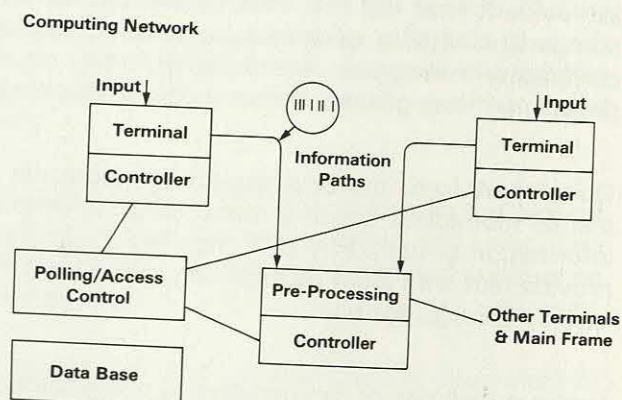 Computing Network
Input
Terminal
Controller
Information
Paths
Input
Terminal
Controller
Polling/Access
Control
Pre-Processing
Controller
Other Terminals
& Main Frame
Data Base